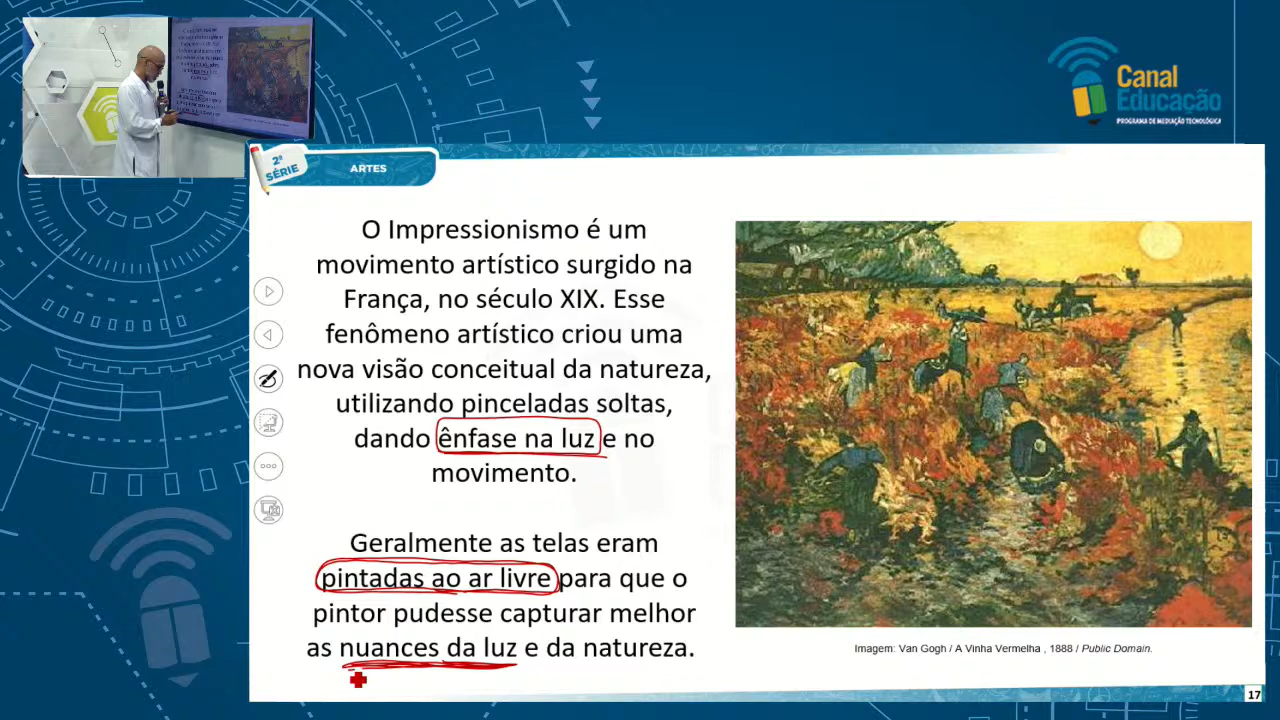 Canal
Educação
PROGRAMA DE MEDIAÇÃO TECNOLÓGICA
2ª
SÉRIE
ARTES
O Impressionismo é um
movimento artístico surgido na
França, no século XIX. Esse
fenômeno artístico criou uma
nova visão conceitual da natureza,
utilizando pinceladas soltas,
dando ênfase na luz e no
movimento.
Geralmente as telas eram
pintadas ao ar livre para que o
pintor pudesse capturar melhor
as nuances da luz e da natureza.
Imagem: Van Gogh / A Vinha Vermelha , 1888 / Public Domain.
17